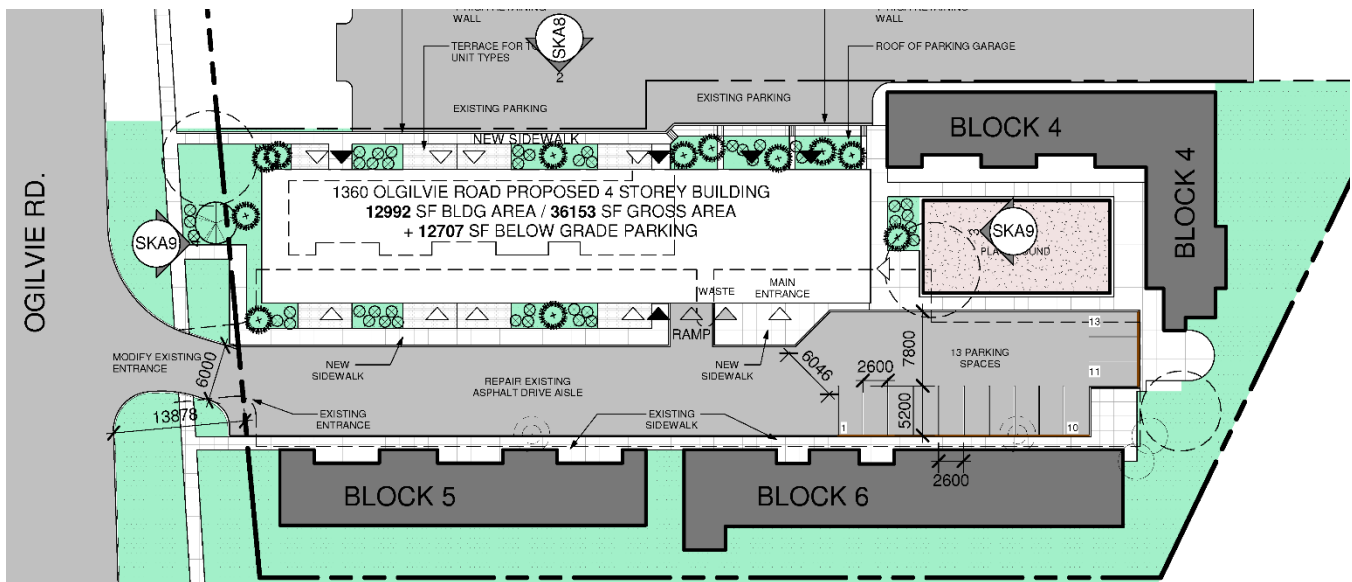 WALL
WALL
SKA8
2
TERRACE FOR
UNIT TYPES
ROOF OF PARKING GARAGE
EXISTING PARKING
EXISTING PARKING
NEW SIDEWALK
BLOCK 4
BLOCK 4
OGILVIE RD.
1360 OLGILVIE ROAD PROPOSED 4 STOREY BUILDING
12992 SF BLDG AREA / 36153 SF GROSS AREA
+ 12707 SF BELOW GRADE PARKING
SKA9
SKA9
3
WASTE
MAIN
ENTRANCE
RAMP
MODIFY EXISTING
ENTRANCE
6000
NEW
SIDEWALK
NEW
SIDEWALK
6046
2600
7800
13 PARKING
SPACES
13
11
REPAIR EXISTING
ASPHALT DRIVE AISLE
13878
EXISTING
ENTRANCE
EXISTING
SIDEWALK
5200
1
10
2600
BLOCK 5
BLOCK 6